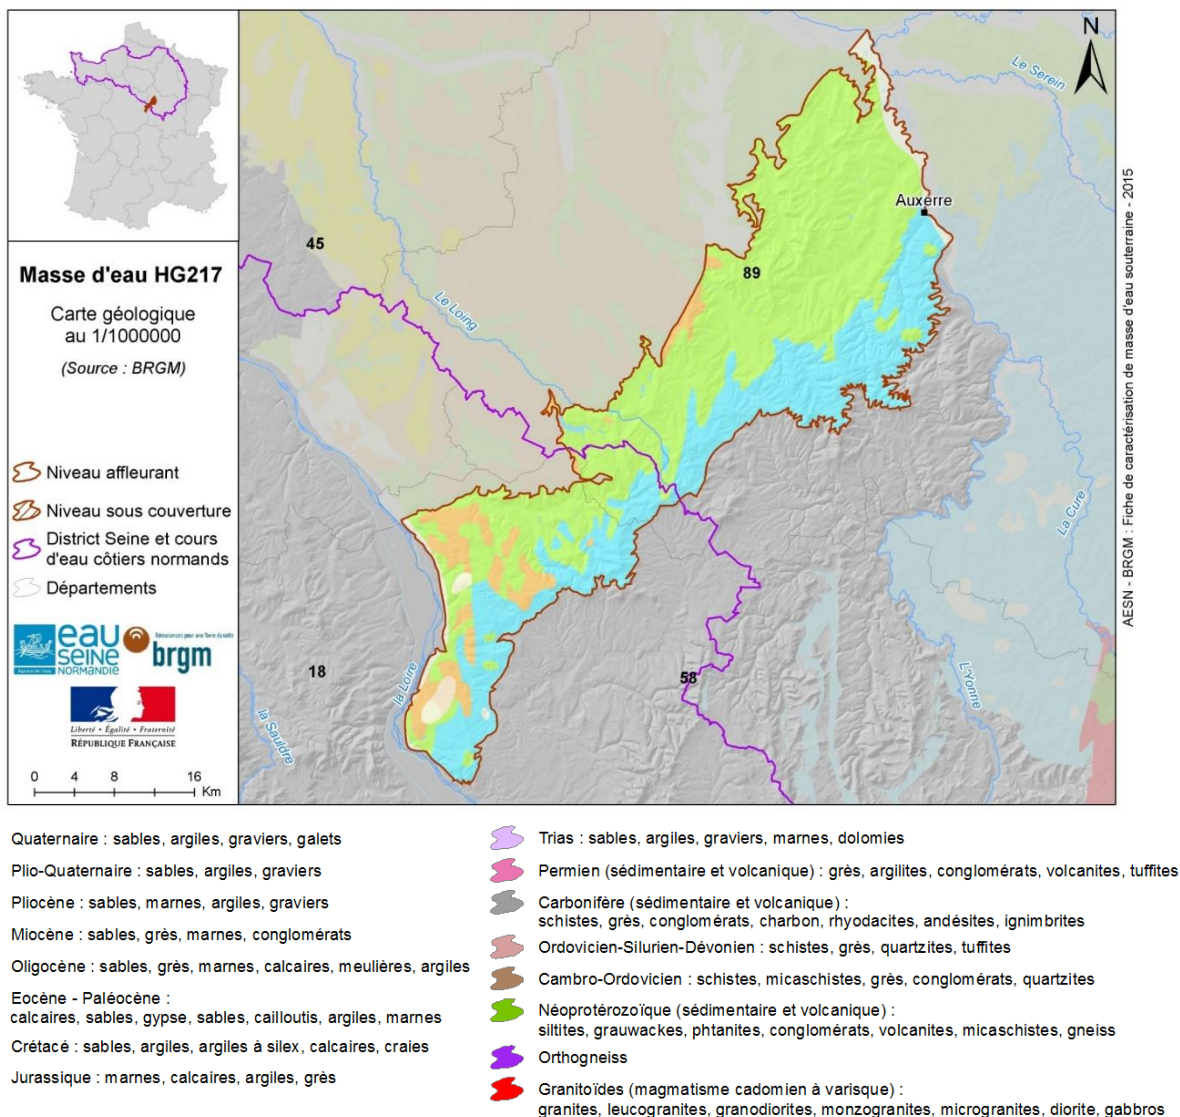 Masse d'eau HG217
Carte géologique
au 1/1000000
(Source : BRGM)
Niveau affleurant
Niveau sous couverture
District Seine et cours
d'eau côtiers normands
Départements
eau
SEINE
NORMANDIE
Géosciences pour une Terre durable
brgm
Liberté • Égalité • Fraternité
RÉPUBLIQUE FRANÇAISE
0 4 8 16
Km
N
Le Serein
Auxerre
45
89
Le Loing
La Cure
18
58
la Loire
la Sauldre
L'Yonne
AESN - BRGM : Fiche de caractérisation de masse d'eau souterraine - 2015
Quaternaire : sables, argiles, graviers, galets
Plio-Quaternaire : sables, argiles, graviers
Pliocène : sables, marnes, argiles, graviers
Miocène : sables, grès, marnes, conglomérats
Oligocène : sables, grès, marnes, calcaires, meulières, argiles
Eocène - Paléocène :
calcaires, sables, gypse, sables, cailloutis, argiles, marnes
Crétacé : sables, argiles, argiles à silex, calcaires, craies
Jurassique : marnes, calcaires, argiles, grès
Trias : sables, argiles, graviers, marnes, dolomies
Permien (sédimentaire et volcanique) : grès, argilites, conglomérats, volcanites, tuffites
Carbonifère (sédimentaire et volcanique) :
schistes, grès, conglomérats, charbon, rhyodacites, andésites, ignimbrites
Ordovicien-Silurien-Dévonien : schistes, grès, quartzites, tuffites
Cambro-Ordovicien : schistes, micaschistes, grès, conglomérats, quartzites
Néoprotérozoïque (sédimentaire et volcanique) :
siltites, grauwackes, phtanites, conglomérats, volcanites, micaschistes, gneiss
Orthogneiss
Granitoïdes (magmatisme cadomien à varisque) :
granites, leucogranites, granodiorites, monzogranites, microgranites, diorite, gabbros